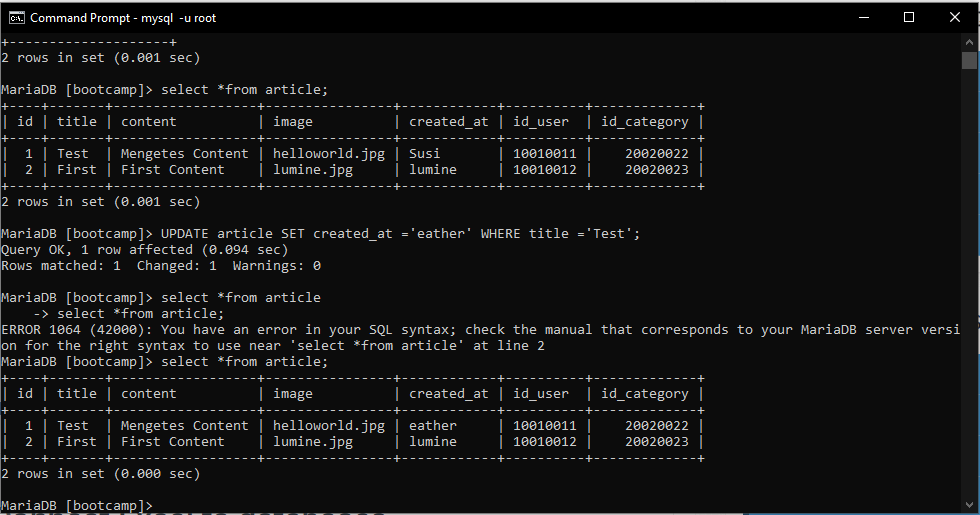 Command Prompt - mysql -u root
+--------------------+
2 rows in set (0.001 sec)
MariaDB [bootcamp]> select *from article;
+----+-------+------------------+----------------+------------+----------+-------------+
| id | title | content          | image          | created_at | id_user  | id_category |
+----+-------+------------------+----------------+------------+----------+-------------+
|  1 | Test  | Mengetes Content | helloworld.jpg | Susi       | 10010011 |    20020022 |
|  2 | First | First Content    | lumine.jpg     | lumine     | 10010012 |    20020023 |
+----+-------+------------------+----------------+------------+----------+-------------+
2 rows in set (0.001 sec)
MariaDB [bootcamp]> UPDATE article SET created_at ='eather' WHERE title ='Test';
Query OK, 1 row affected (0.094 sec)
Rows matched: 1  Changed: 1  Warnings: 0
MariaDB [bootcamp]> select *from article
    -> select *from article;
ERROR 1064 (42000): You have an error in your SQL syntax; check the manual that corresponds to your MariaDB server versi
on for the right syntax to use near 'select *from article' at line 2
MariaDB [bootcamp]> select *from article;
+----+-------+------------------+----------------+------------+----------+-------------+
| id | title | content          | image          | created_at | id_user  | id_category |
+----+-------+------------------+----------------+------------+----------+-------------+
|  1 | Test  | Mengetes Content | helloworld.jpg | eather     | 10010011 |    20020022 |
|  2 | First | First Content    | lumine.jpg     | lumine     | 10010012 |    20020023 |
+----+-------+------------------+----------------+------------+----------+-------------+
2 rows in set (0.000 sec)
MariaDB [bootcamp]>